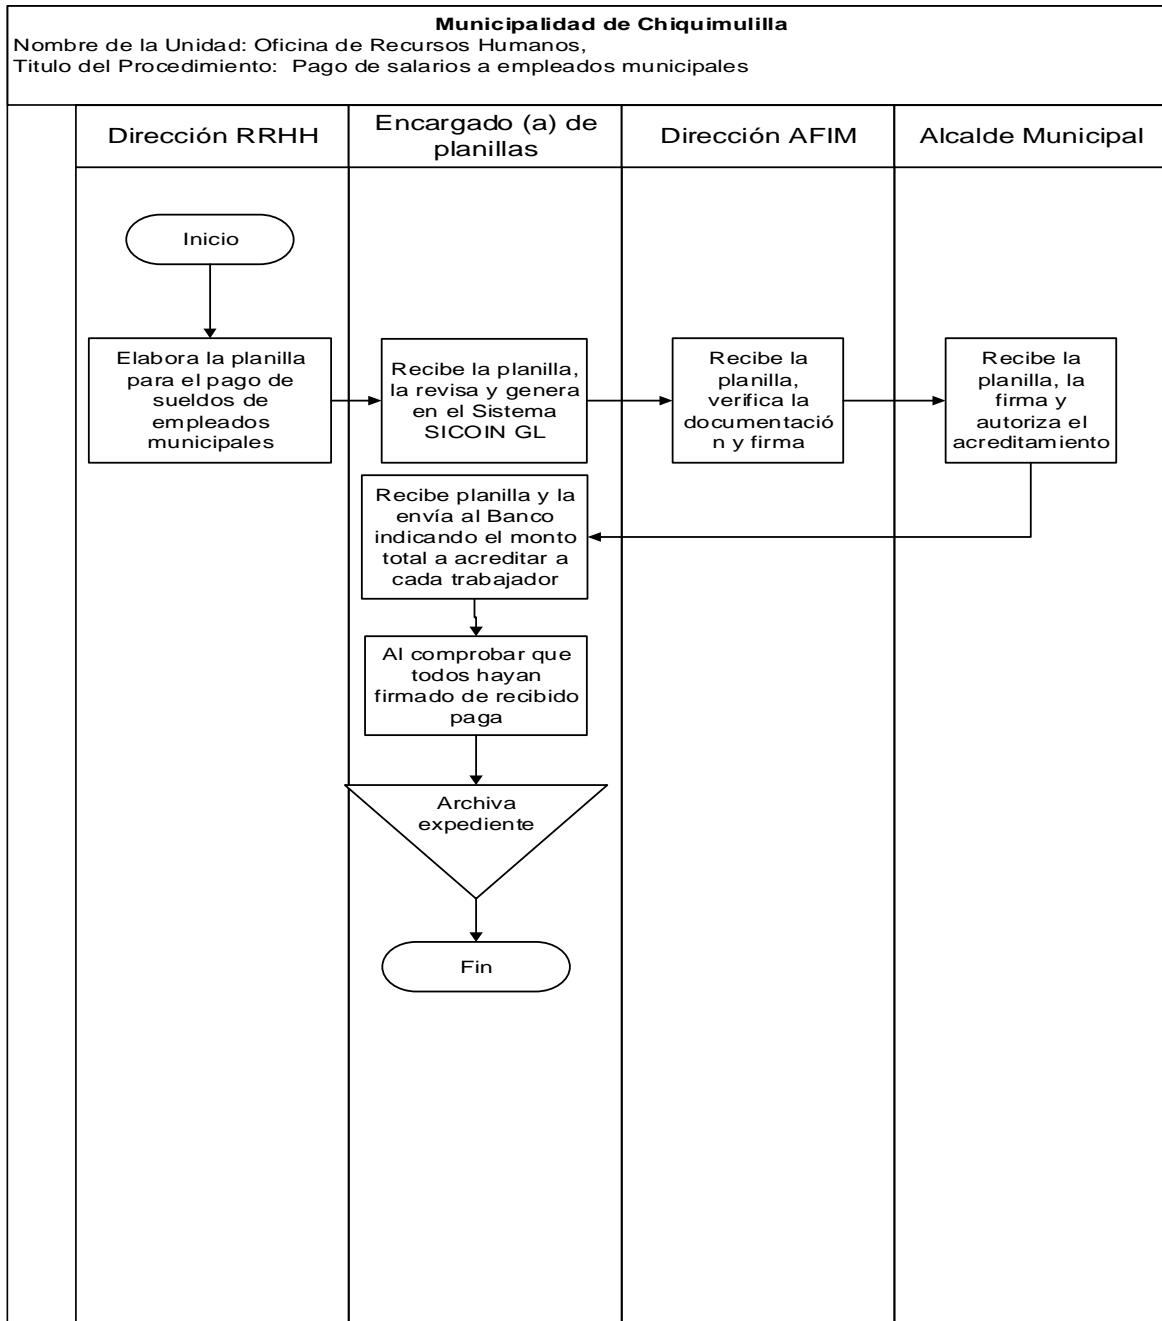 Municipalidad de Chiquimulilla
Nombre de la Unidad: Oficina de Recursos Humanos,
Titulo del Procedimiento: Pago de salarios a empleados municipales
Dirección RRHH
Encargado (a) de
planillas
Dirección AFIM
Alcalde Municipal
Inicio
Elabora la planilla
para el pago de
sueldos de
empleados
municipales
Recibe la planilla,
la revisa y genera
en el Sistema
SICOIN GL
Recibe la
planilla,
verifica la
documentació
n y firma
Recibe la
planilla, la
firma y
autoriza el
acreditamiento
Recibe planilla y la
envía al Banco
indicando el monto
total a acreditar a
cada trabajador
Al comprobar que
todos hayan
firmado de recibido
paga
Archiva
expediente
Fin